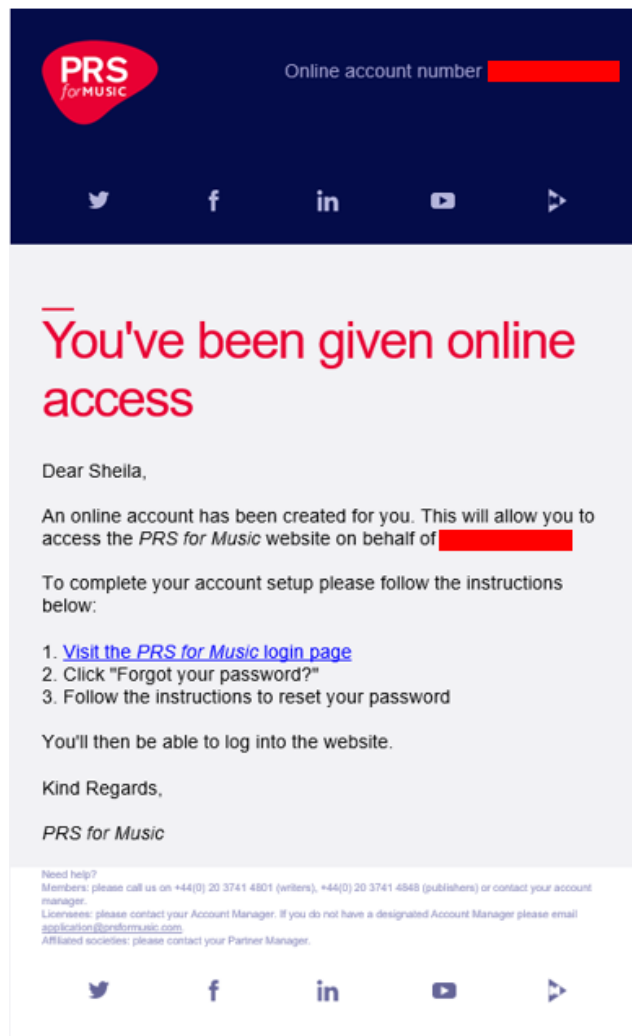 PRS
for MUSIC
Online account number
You've been given online
access
Dear Sheila,
An online account has been created for you. This will allow you to
access the PRS for Music website on behalf of
To complete your account setup please follow the instructions
below:
1. Visit the PRS for Music login page
2. Click "Forgot your password?"
3. Follow the instructions to reset your password
You'll then be able to log into the website.
Kind Regards,
PRS for Music
Need help?
Members: please call us on +44(0) 20 3741 4801 (writers), +44(0) 20 3741 4848 (publishers) or contact your account
manager.
Licensees: please contact your Account Manager. If you do not have a designated Account Manager please email
application@prsformusic.com.
Affiliated societies: please contact your Partner Manager.